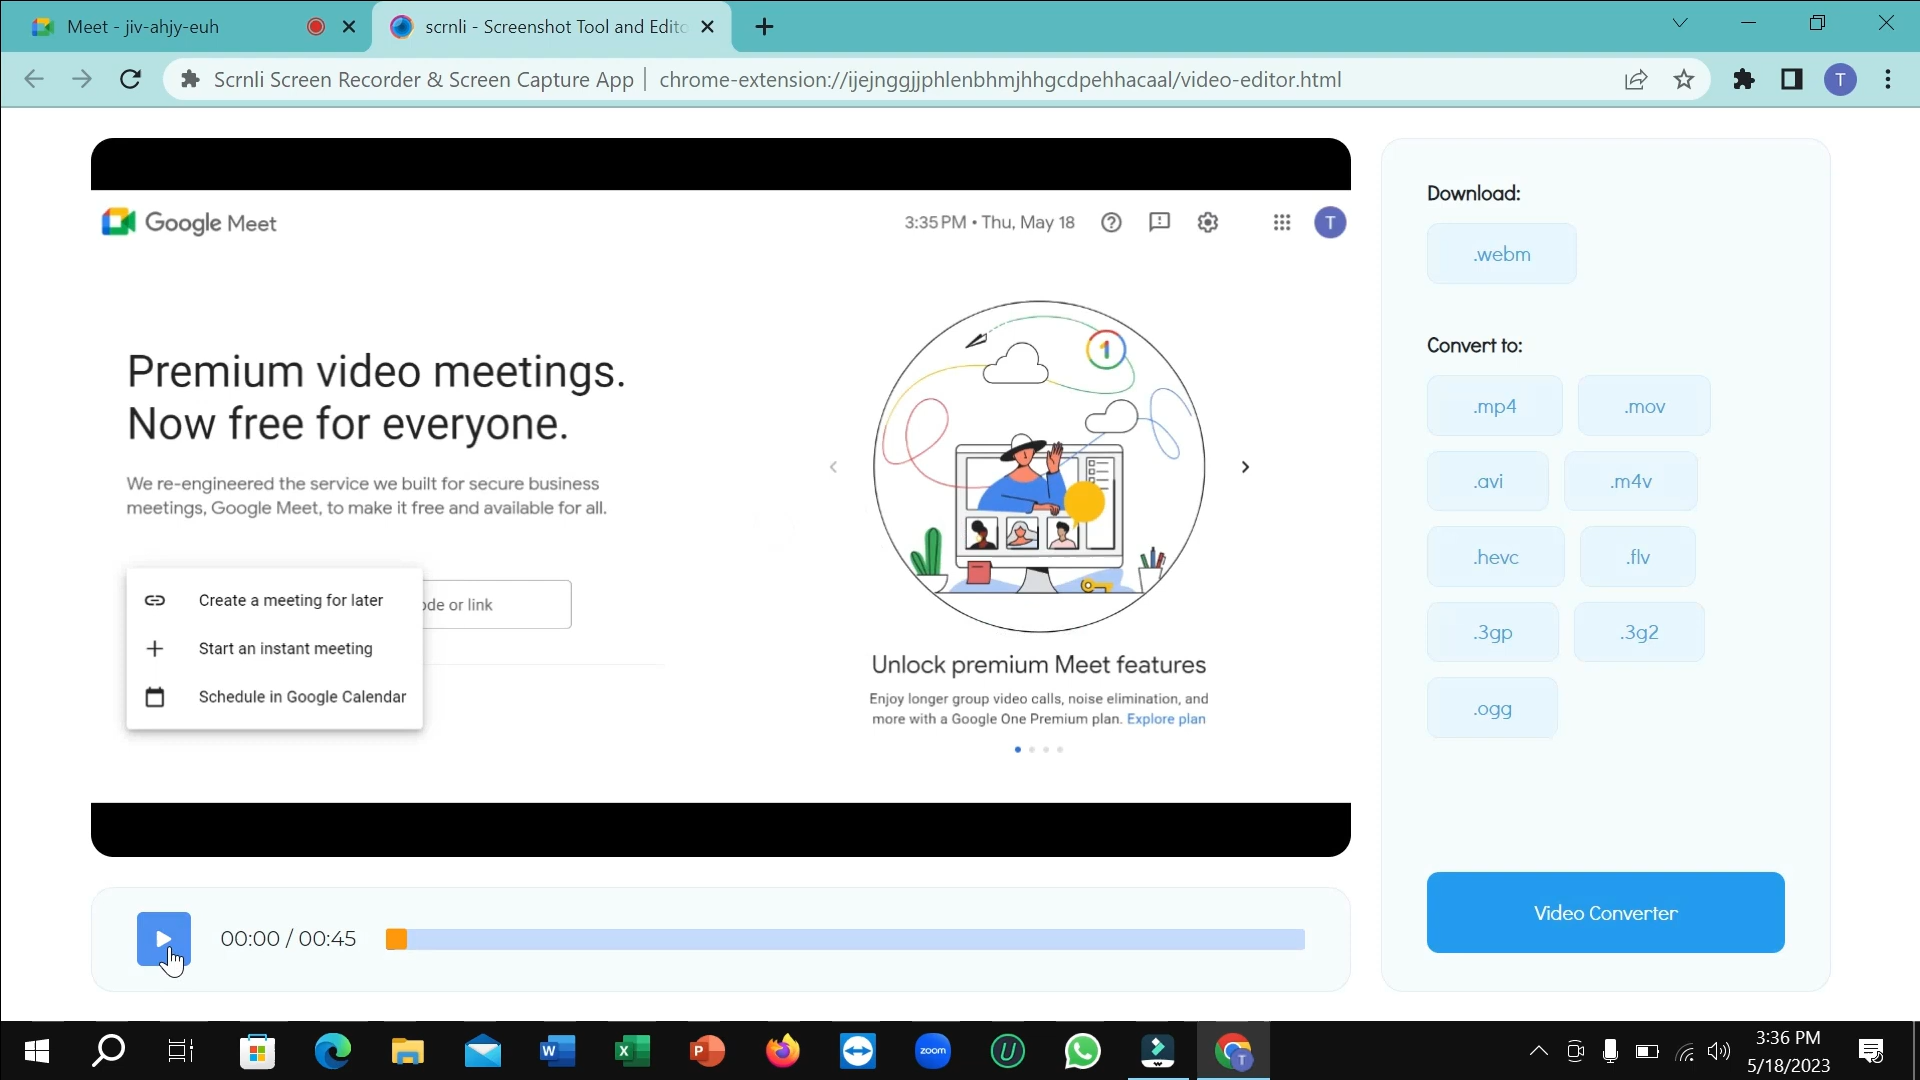 Meet - jiv-ahjy-euh
scrnli - Screenshot Tool and Edito
Scrnli Screen Recorder & Screen Capture App
chrome-extension://ijejnggjjphlenbhmjhhgcdpehhacaal/video-editor.html
T
Google Meet
3:35 PM • Thu, May 18
T
Premium video meetings.
Now free for everyone.
We re-engineered the service we built for secure business
meetings, Google Meet, to make it free and available for all.
Create a meeting for later
ode or link
Start an instant meeting
Schedule in Google Calendar
1
Unlock premium Meet features
Enjoy longer group video calls, noise elimination, and
more with a Google One Premium plan. Explore plan
00:00 / 00:45
Download:
.webm
Convert to:
.mp4
.mov
.avi
.m4v
.hevc
.flv
.3gp
.3g2
.ogg
Video Converter
W
X
P
zoom
U
T
3:36 PM
5/18/2023